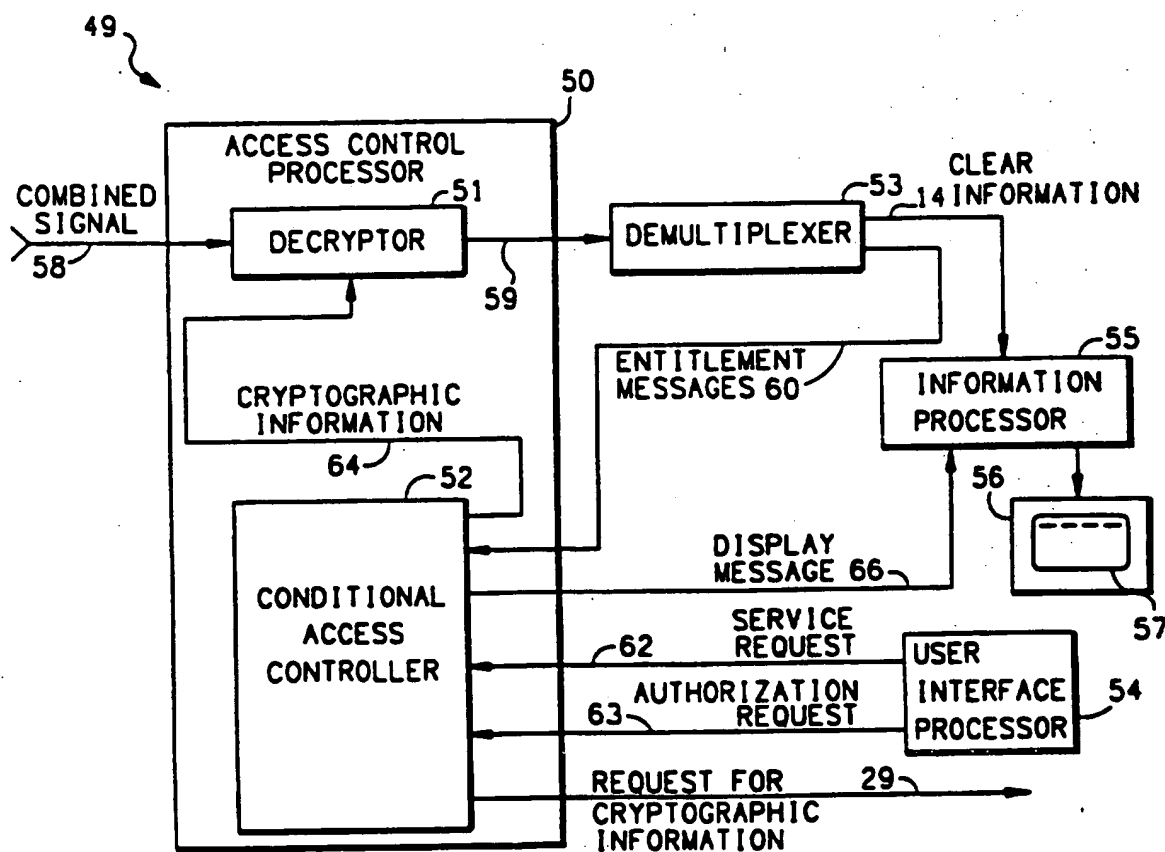 49
50
ACCESS CONTROL
PROCESSOR
COMBINED
SIGNAL
58
51
DECRYPTOR
59
53
DEMULTIPLEXER
CLEAR
14 INFORMATION
ENTITLEMENT
MESSAGES 60
55
INFORMATION
PROCESSOR
CRYPTOGRAPHIC
INFORMATION
64
52
CONDITIONAL
ACCESS
CONTROLLER
56
57
DISPLAY
MESSAGE 66
SERVICE
REQUEST
62
AUTHORIZATION
REQUEST
63
USER
INTERFACE
PROCESSOR
54
REQUEST FOR
CRYPTOGRAPHIC
INFORMATION
29